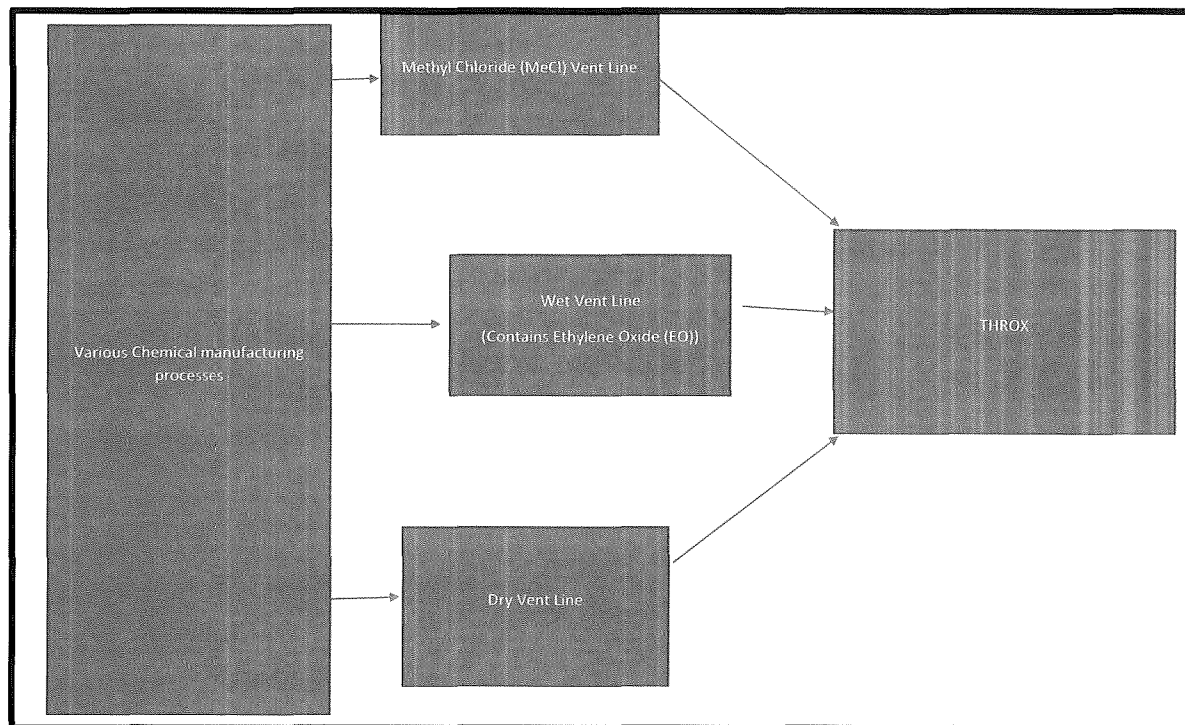 Methyl Chloride (MeCl) Vent Line
Wet Vent Line
(Contains Ethylene Oxide (EO))
THROX
Various Chemical manufacturing
processes
Dry Vent Line